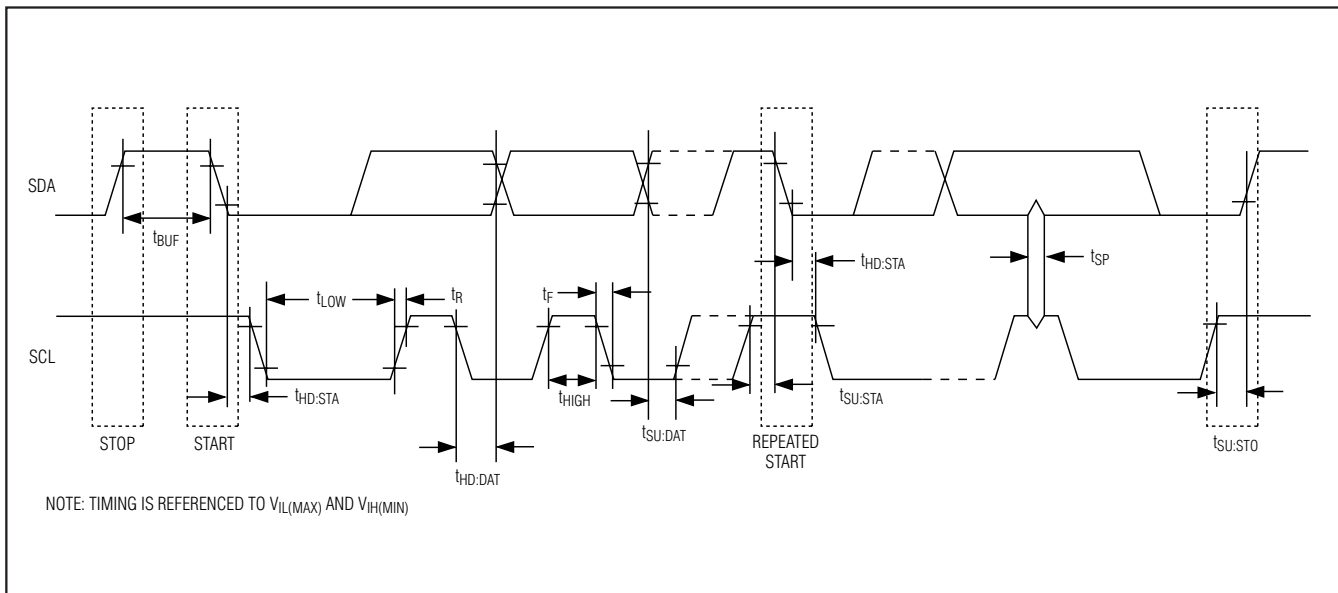 SDA
tBUF
tHD:STA
tSP
tLOW
tR
tF
SCL
tHD:STA
tHIGH
tSU:STA
tSU:DAT
STOP
START
REPEATED
START
tSU:STO
tHD:DAT
NOTE: TIMING IS REFERENCED TO VIL(MAX) AND VIH(MIN)